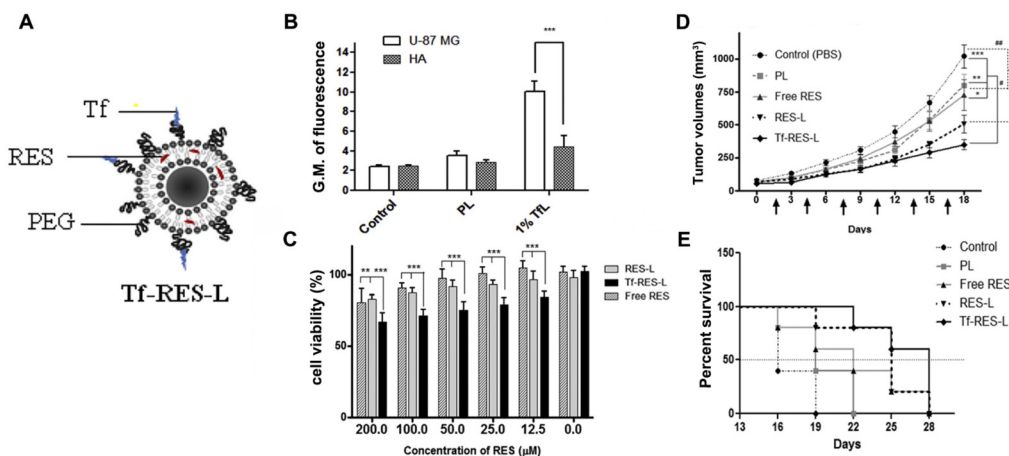 A
Tf
RES
PEG
Tf-RES-L
B
U-87 MG
HA
***
G.M. of fluorescence
14
12
10
8
6
4
2
0
Control
PL
1% TfL
C
cell viability (%)
100
50
0
** ***
***
***
***
***
RES-L
Tf-RES-L
Free RES
200.0
100.0
50.0
25.0
12.5
0.0
Concentration of RES (μM)
D
Tumor volumes (mm³)
1000
750
500
250
0
Control (PBS)
PL
Free RES
RES-L
Tf-RES-L
##
***
**
#
*
0
3
6
9
12
15
18
Days
E
Percent survival
150
100
50
0
Control
PL
Free RES
RES-L
Tf-RES-L
13
16
19
22
25
28
Days